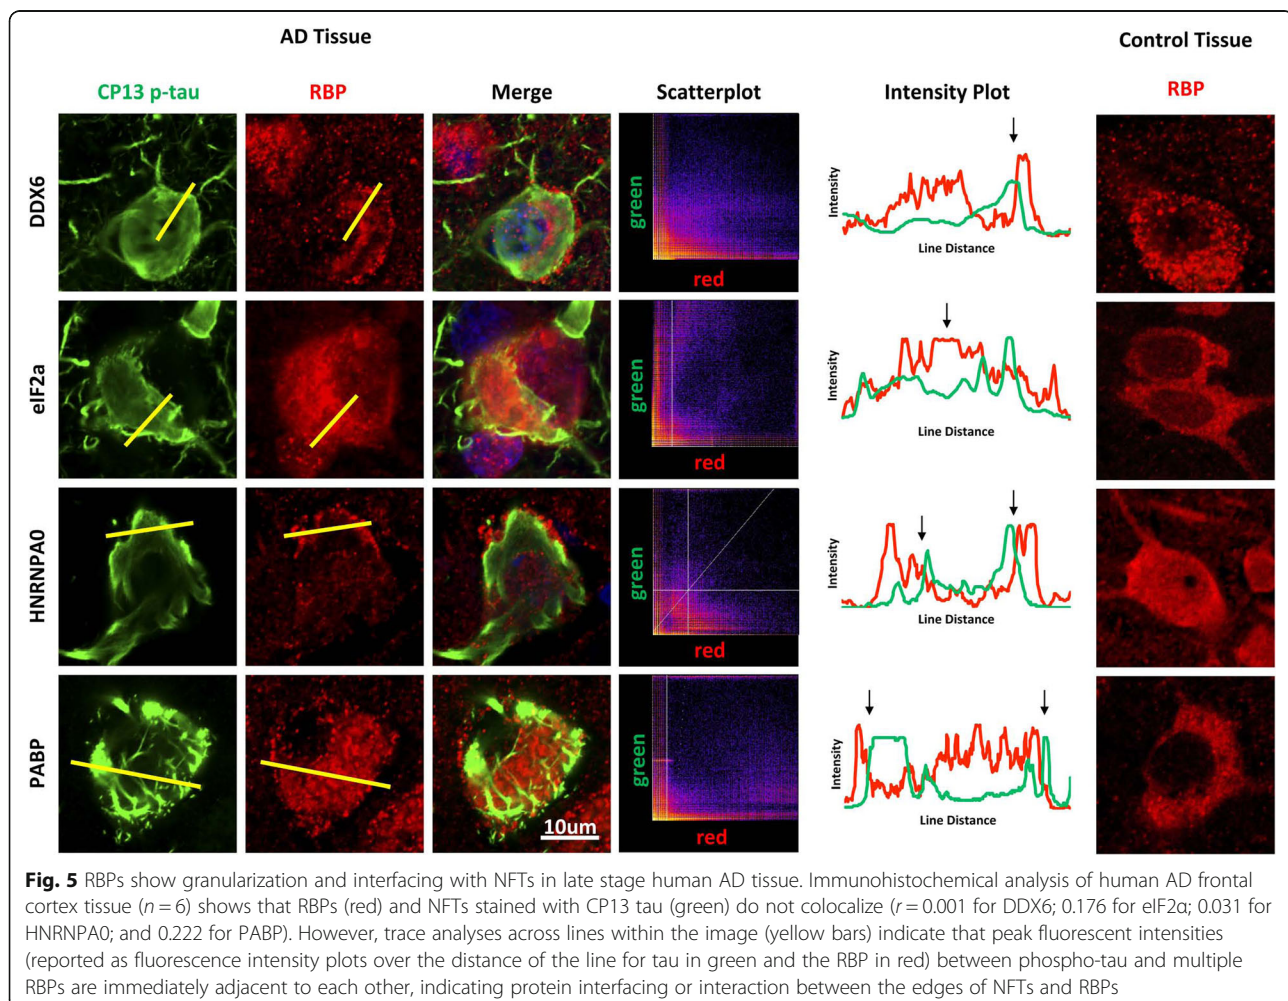 AD Tissue
Control Tissue
CP13 p-tau
RBP
Merge
Scatterplot
Intensity Plot
RBP
DDX6
green
red
Intensity
Line Distance
eIF2a
green
red
Intensity
Line Distance
HNRNPA0
green
red
Intensity
Line Distance
PABP
10um
green
red
Intensity
Line Distance
Fig. 5 RBPs show granularization and interfacing with NFTs in late stage human AD tissue. Immunohistochemical analysis of human AD frontal
cortex tissue (n = 6) shows that RBPs (red) and NFTs stained with CP13 tau (green) do not colocalize (r = 0.001 for DDX6; 0.176 for eIF2α; 0.031 for
HNRNPA0; and 0.222 for PABP). However, trace analyses across lines within the image (yellow bars) indicate that peak fluorescent intensities
(reported as fluorescence intensity plots over the distance of the line for tau in green and the RBP in red) between phospho-tau and multiple
RBPs are immediately adjacent to each other, indicating protein interfacing or interaction between the edges of NFTs and RBPs